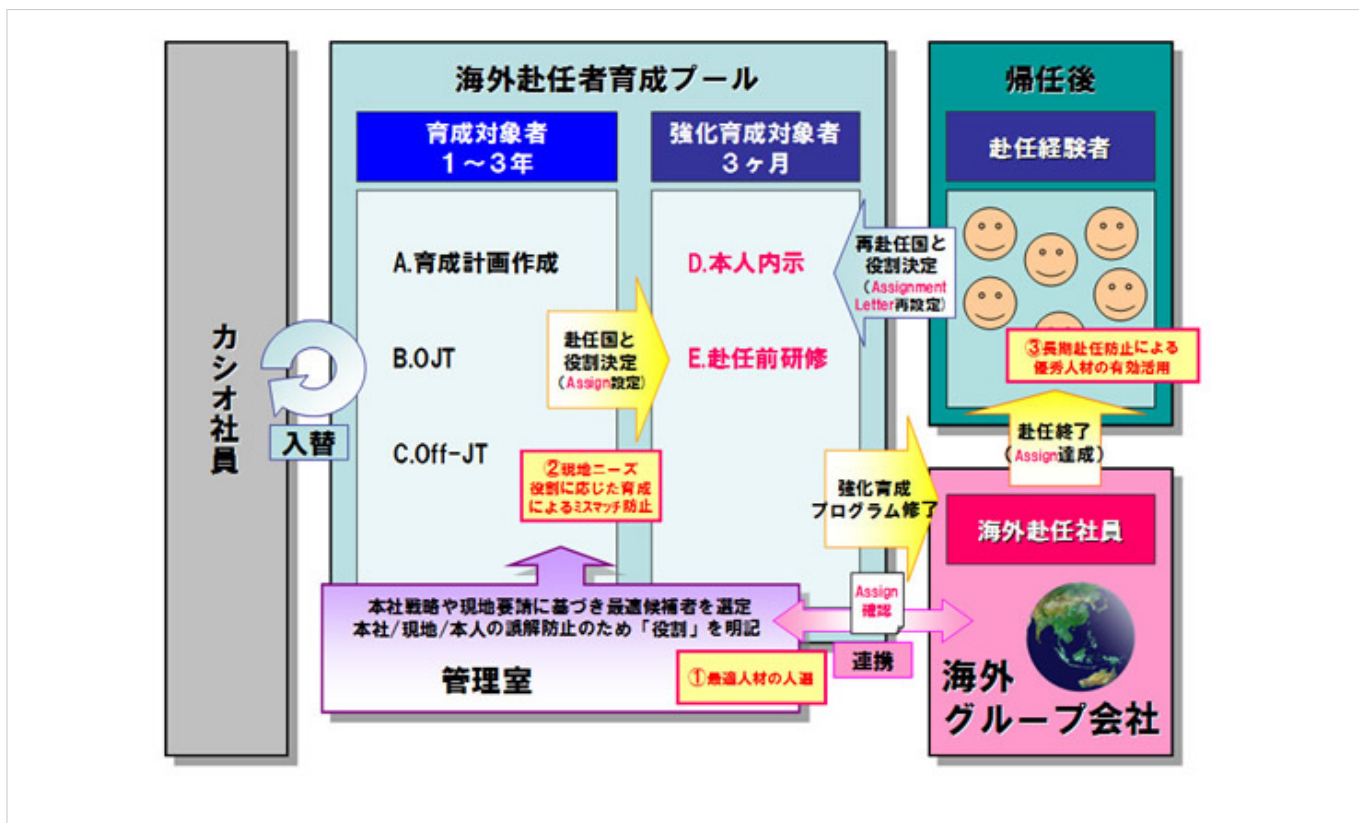 カシオ社員
入替
海外赴任者育成プール
育成対象者
1～3年
A.育成計画作成
B.OJT
C.Off-JT
赴任国と
役割決定
(Assign設定)
②現地ニーズ
役割に応じた育成
によるミスマッチ防止
強化育成対象者
3ヶ月
D.本人内示
E.赴任前研修
本社戦略や現地要請に基づき最適候補者を選定
本社/現地/本人の誤解防止のため「役割」を明記
管理室
①最適人材の人選
強化育成
プログラム修了
Assign
確認
連携
帰任後
赴任経験者
再赴任国と
役割決定
(Assignment
Letter再設定)
③長期赴任防止による
優秀人材の有効活用
赴任終了
(Assign達成)
海外赴任社員
海外
グループ会社